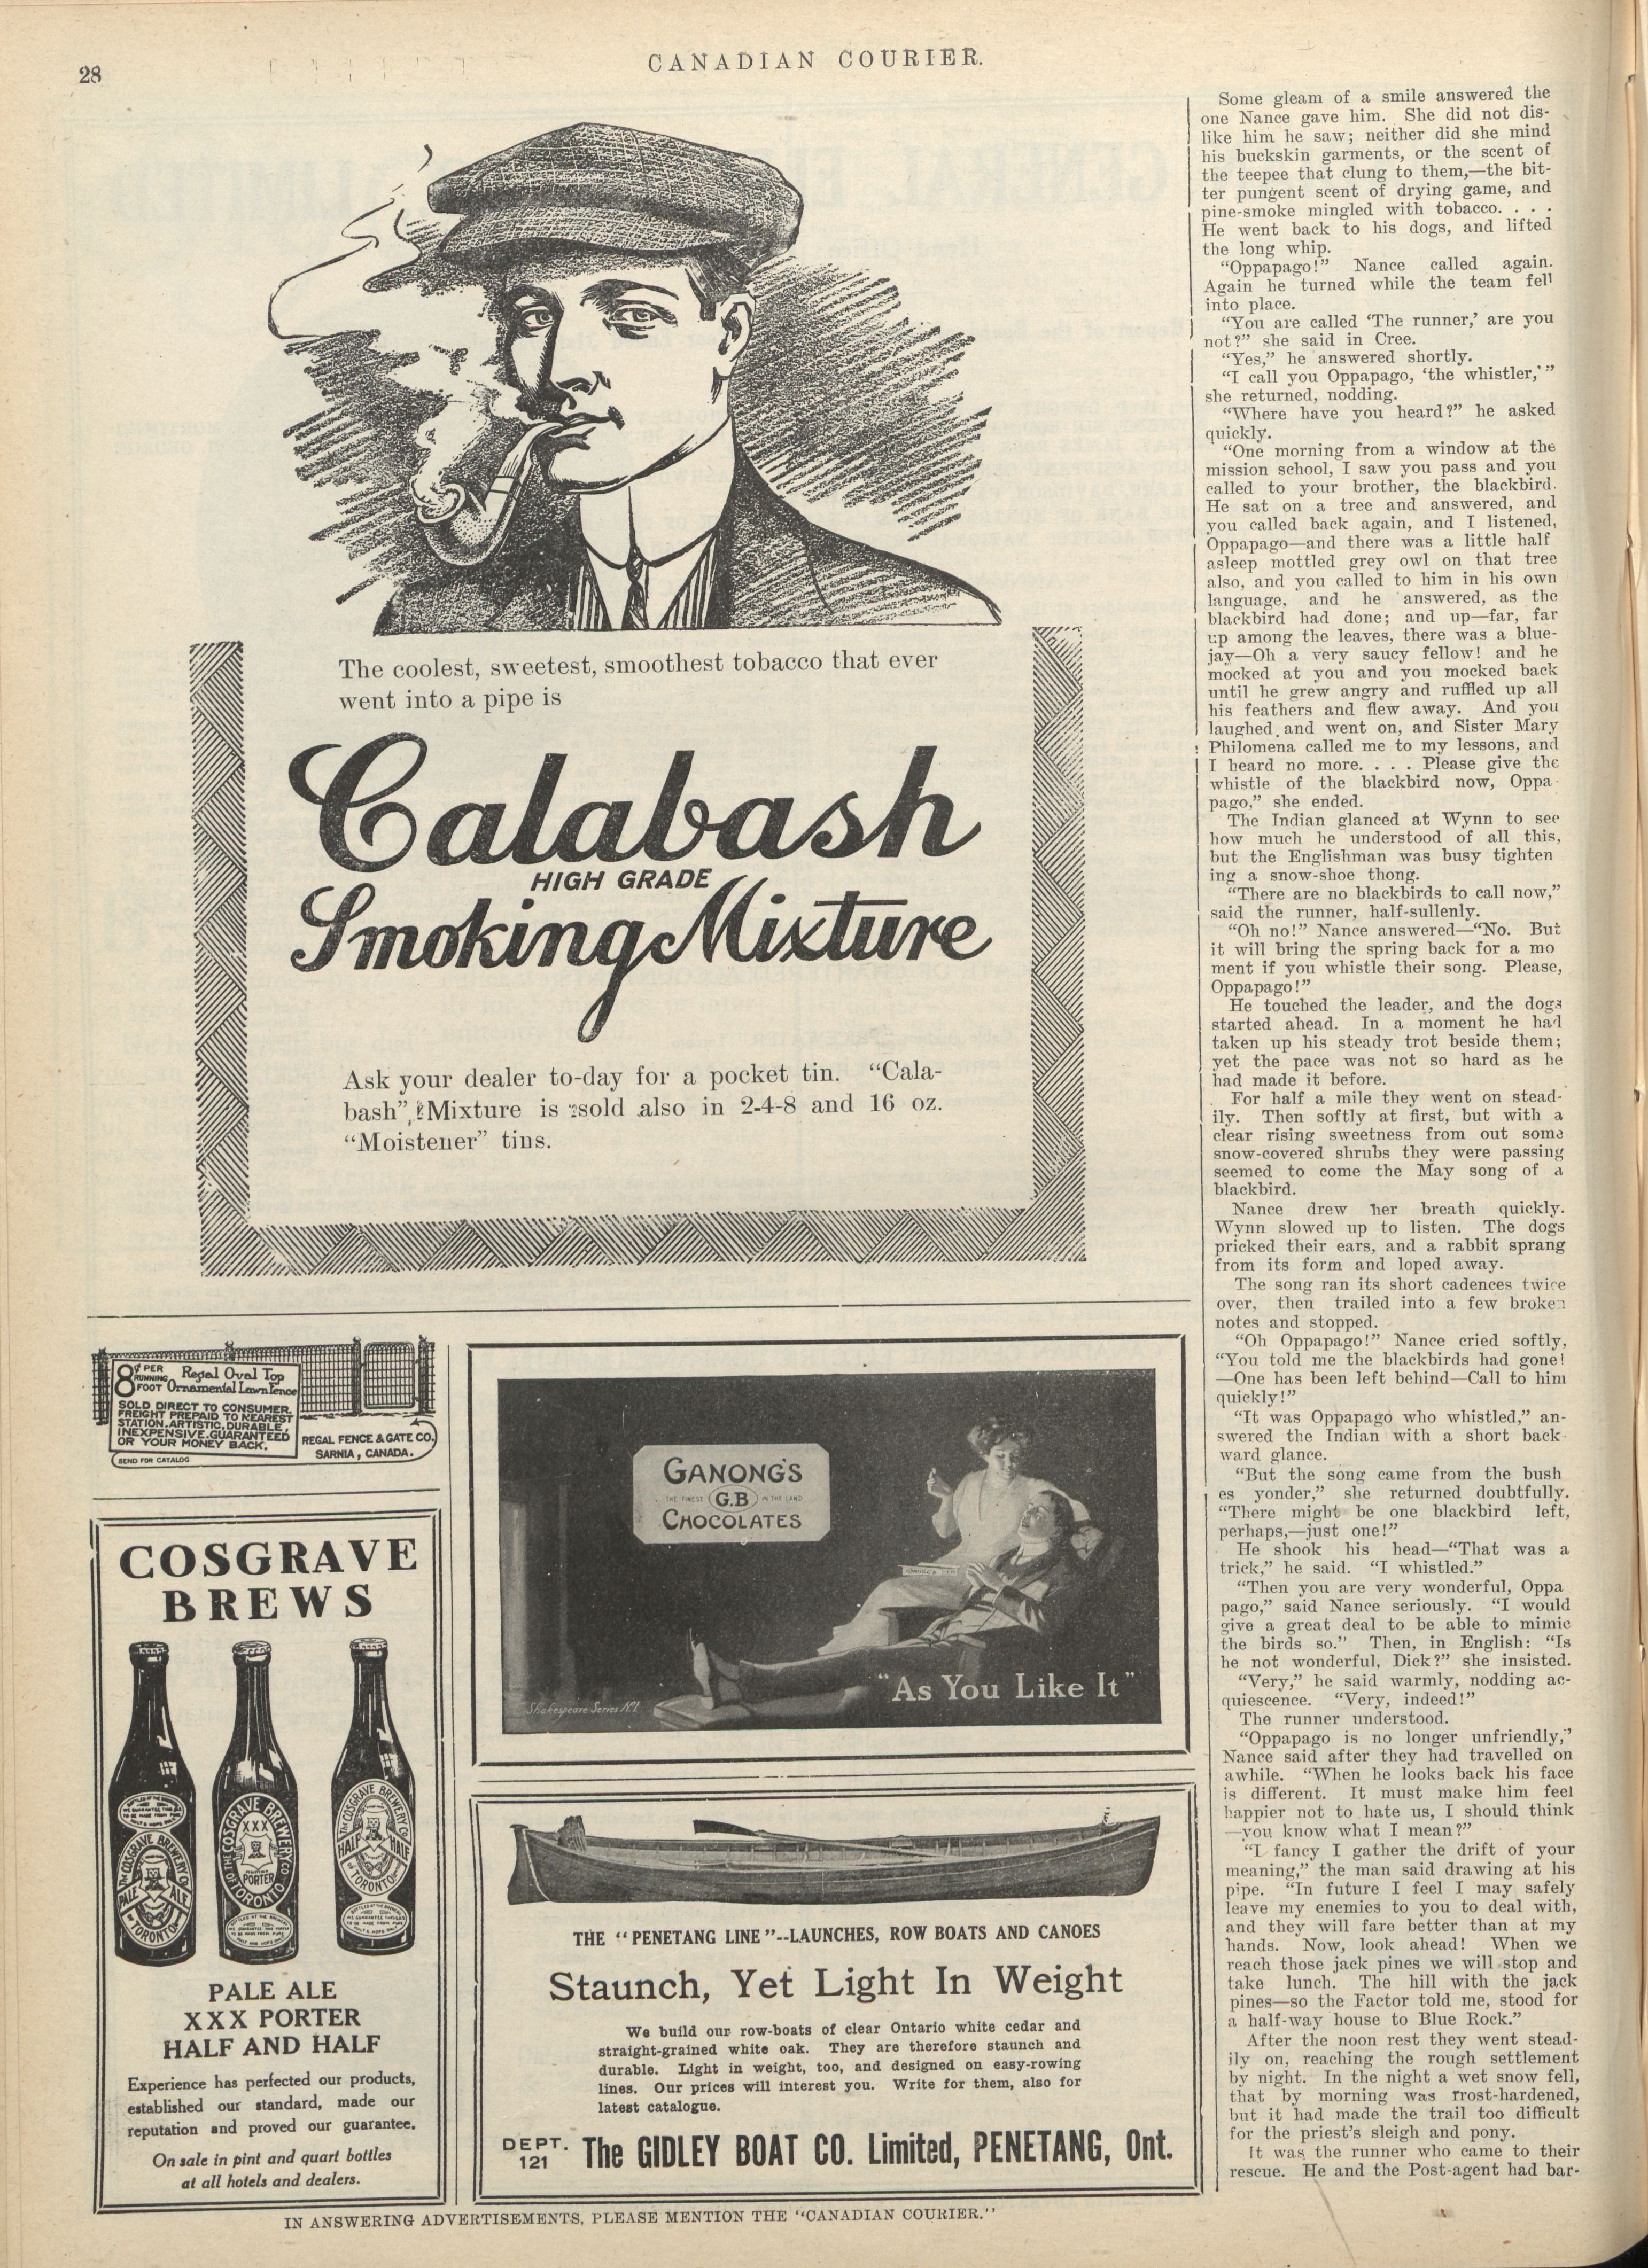 28
CANADIAN COURIER.
The coolest, sweetest, smoothest tobacco that ever
went into a pipe is
Calabash
HIGH GRADE
Smoking Mixture
Ask your dealer to-day for a pocket tin. “Cala-
bash” Mixture is sold also in 2-4-8 and 16 oz.
“Moistener” tins.
8¢ PER RUNNING FOOT
Regal Oval Top
Ornamental Lawn Fence
SOLD DIRECT TO CONSUMER.
FREIGHT PREPAID TO NEAREST
STATION. ARTISTIC, DURABLE,
INEXPENSIVE. GUARANTEED
OR YOUR MONEY BACK.
SEND FOR CATALOG
REGAL FENCE & GATE CO.
SARNIA, CANADA.
COSGRAVE
BREWS
THE COSGRAVE BREWERY CO.
PALE ALE
OF TORONTO
THE COSGRAVE BREWERY CO.
XXX
PORTER
OF TORONTO
THE COSGRAVE BREWERY CO.
HALF HALF
OF TORONTO
PALE ALE
XXX PORTER
HALF AND HALF
Experience has perfected our products,
established our standard, made our
reputation and proved our guarantee.
On sale in pint and quart bottles
at all hotels and dealers.
GANONG'S
THE FINEST G.B IN THE LAND
CHOCOLATES
“As You Like It”
Shakespeare Series No.1
THE “PENETANG LINE”--LAUNCHES, ROW BOATS AND CANOES
Staunch, Yet Light In Weight
We build our row-boats of clear Ontario white cedar and
straight-grained white oak. They are therefore staunch and
durable. Light in weight, too, and designed on easy-rowing
lines. Our prices will interest you. Write for them, also for
latest catalogue.
DEPT.
121
The GIDLEY BOAT CO. Limited, PENETANG, Ont.
Some gleam of a smile answered the
one Nance gave him. She did not dis-
like him he saw; neither did she mind
his buckskin garments, or the scent of
the teepee that clung to them,—the bit-
ter pungent scent of drying game, and
pine-smoke mingled with tobacco. . . .
He went back to his dogs, and lifted
the long whip.
“Oppapago!” Nance called again.
Again he turned while the team fell
into place.
“You are called ‘The runner,’ are you
not?” she said in Cree.
“Yes,” he answered shortly.
“I call you Oppapago, ‘the whistler,’”
she returned, nodding.
“Where have you heard?” he asked
quickly.
“One morning from a window at the
mission school, I saw you pass and you
called to your brother, the blackbird.
He sat on a tree and answered, and
you called back again, and I listened,
Oppapago—and there was a little half
asleep mottled grey owl on that tree
also, and you called to him in his own
language, and he answered, as the
blackbird had done; and up—far, far
up among the leaves, there was a blue-
jay—Oh a very saucy fellow! and he
mocked at you and you mocked back
until he grew angry and ruffled up all
his feathers and flew away. And you
laughed and went on, and Sister Mary
Philomena called me to my lessons, and
I heard no more. . . . Please give the
whistle of the blackbird now, Oppa-
pago,” she ended.
The Indian glanced at Wynn to see
how much he understood of all this,
but the Englishman was busy tighten
ing a snow-shoe thong.
“There are no blackbirds to call now,”
said the runner, half-sullenly.
“Oh no!” Nance answered—“No. But
it will bring the spring back for a mo
ment if you whistle their song. Please,
Oppapago!”
He touched the leader, and the dogs
started ahead. In a moment he had
taken up his steady trot beside them;
yet the pace was not so hard as he
had made it before.
For half a mile they went on stead-
ily. Then softly at first, but with a
clear rising sweetness from out some
snow-covered shrubs they were passing
seemed to come the May song of a
blackbird.
Nance drew her breath quickly.
Wynn slowed up to listen. The dogs
pricked their ears, and a rabbit sprang
from its form and loped away.
The song ran its short cadences twice
over, then trailed into a few broken
notes and stopped.
“Oh Oppapago!” Nance cried softly,
“You told me the blackbirds had gone!
—One has been left behind—Call to him
quickly!”
“It was Oppapago who whistled,” an-
swered the Indian with a short back-
ward glance.
“But the song came from the bush
es yonder,” she returned doubtfully.
“There might be one blackbird left,
perhaps,—just one!”
He shook his head—“That was a
trick,” he said. “I whistled.”
“Then you are very wonderful, Oppa
pago,” said Nance seriously. “I would
give a great deal to be able to mimic
the birds so.” Then, in English: “Is
he not wonderful, Dick?” she insisted.
“Very,” he said warmly, nodding ac-
quiescence. “Very, indeed!”
The runner understood.
“Oppapago is no longer unfriendly,”
Nance said after they had travelled on
awhile. “When he looks back his face
is different. It must make him feel
happier not to hate us, I should think
—you know what I mean?”
“I fancy I gather the drift of your
meaning,” the man said drawing at his
pipe. “In future I feel I may safely
leave my enemies to you to deal with,
and they will fare better than at my
hands. Now, look ahead! When we
reach those jack pines we will stop and
take lunch. The hill with the jack
pines—so the Factor told me, stood for
a half-way house to Blue Rock.”
After the noon rest they went stead-
ily on, reaching the rough settlement
by night. In the night a wet snow fell,
that by morning was frost-hardened,
but it had made the trail too difficult
for the priest’s sleigh and pony.
It was the runner who came to their
rescue. He and the Post-agent had bar-
IN ANSWERING ADVERTISEMENTS, PLEASE MENTION THE “CANADIAN COURIER.”